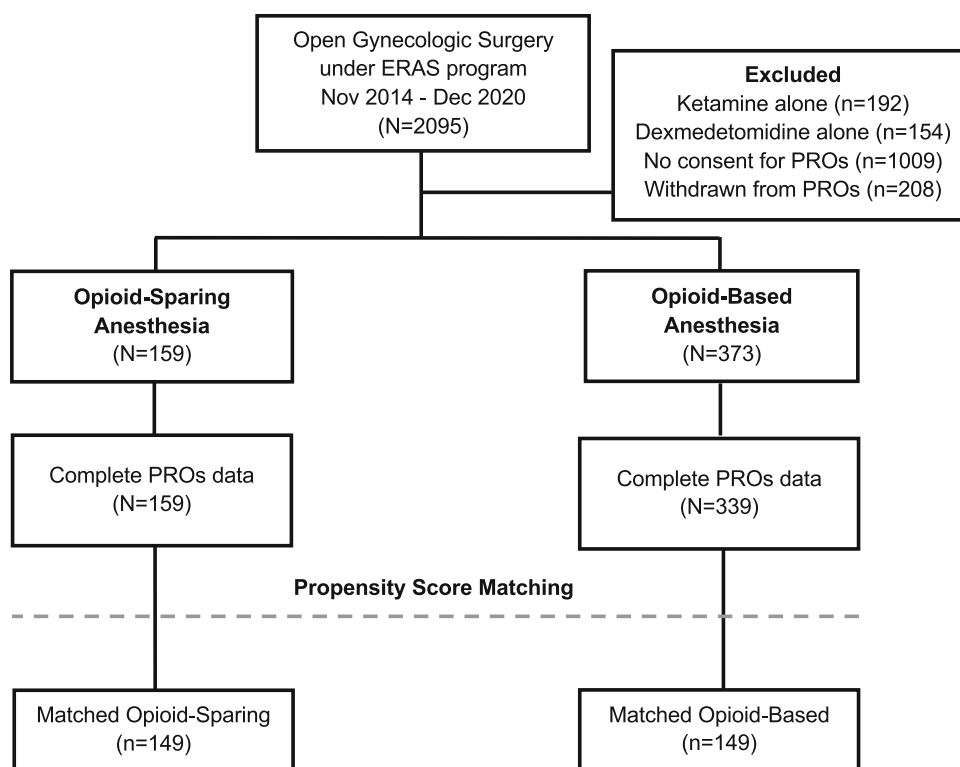 Open Gynecologic Surgery
under ERAS program
Nov 2014 - Dec 2020
(N=2095)
Excluded
Ketamine alone (n=192)
Dexmedetomidine alone (n=154)
No consent for PROs (n=1009)
Withdrawn from PROs (n=208)
Opioid-Sparing
Anesthesia
(N=159)
Opioid-Based
Anesthesia
(N=373)
Complete PROs data
(N=159)
Complete PROs data
(N=339)
Propensity Score Matching
Matched Opioid-Sparing
(n=149)
Matched Opioid-Based
(n=149)